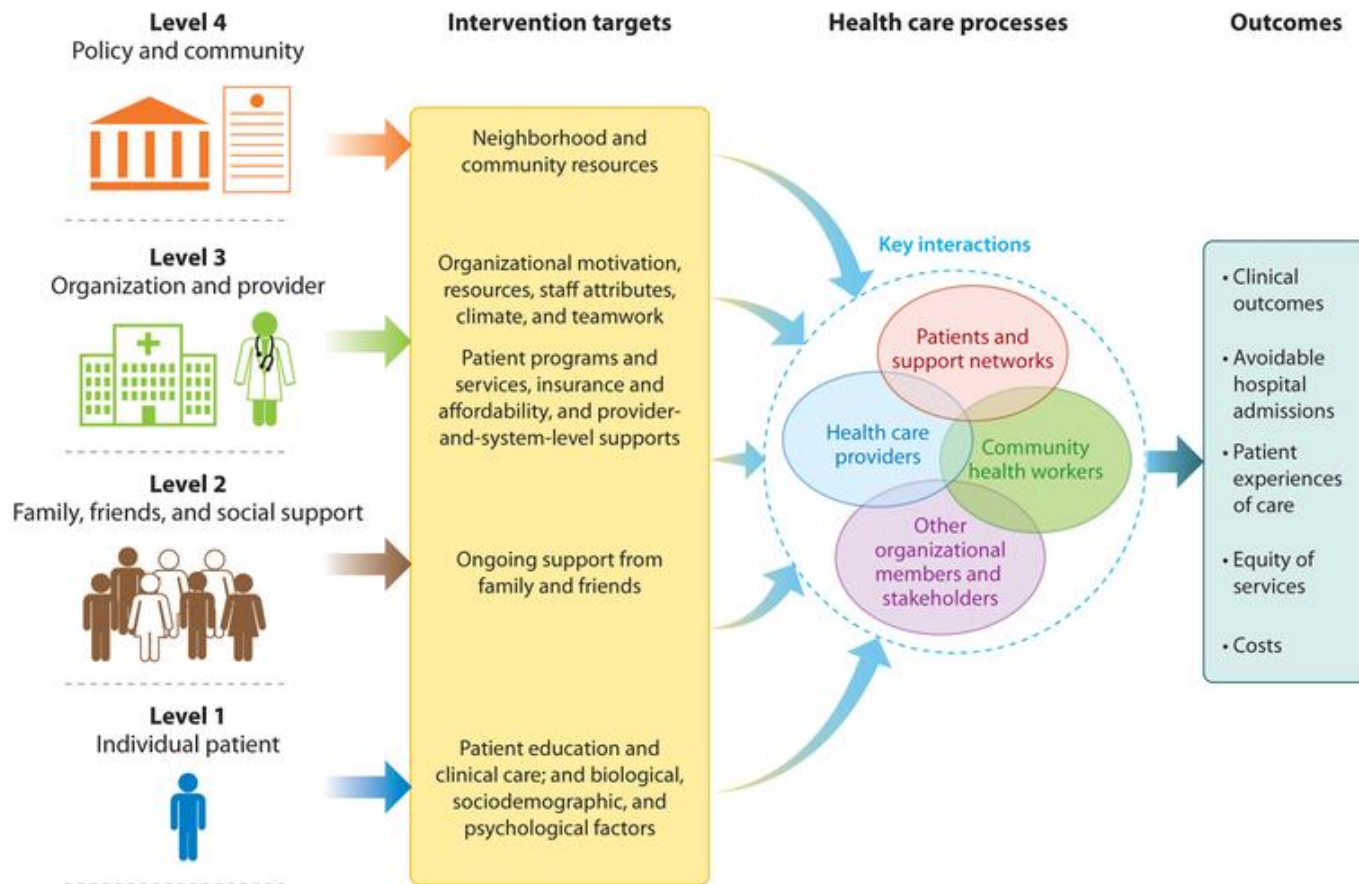 Level 4
Policy and community
Intervention targets
Health care processes
Outcomes
Neighborhood and
community resources
Level 3
Organization and provider
Organizational motivation,
resources, staff attributes,
climate, and teamwork
Patient programs and
services, insurance and
affordability, and provider-
and-system-level supports
Level 2
Family, friends, and social support
Ongoing support from
family and friends
Level 1
Individual patient
Patient education and
clinical care; and biological,
sociodemographic, and
psychological factors
Key interactions
Patients and
support networks
Health care
providers
Community
health workers
Other
organizational
members and
stakeholders
• Clinical
outcomes
• Avoidable
hospital
admissions
• Patient
experiences
of care
• Equity of
services
• Costs